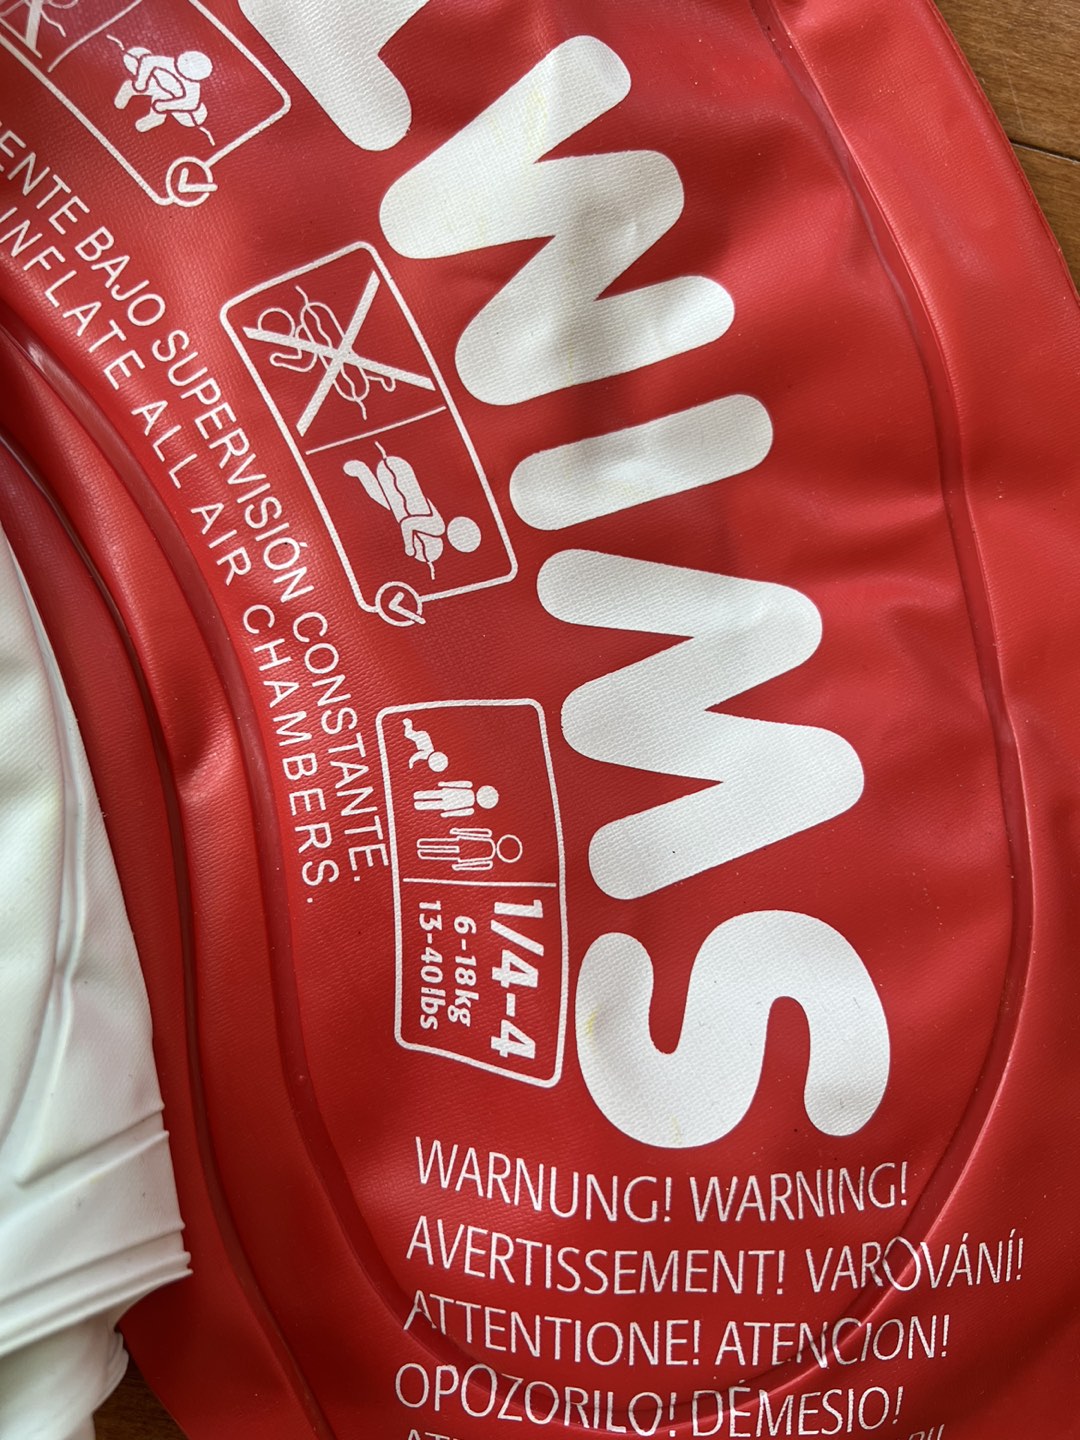 SWIMS
ENTE BAJO SUPERVISIÓN CONSTANTE.
INFLATE ALL AIR CHAMBERS.
1/4-4
6-18kg
13-40lbs
WARNUNG! WARNING!
AVERTISSEMENT! VAROVÁNÍ!
ATTENTIONE! ATENCION!
OPOZORILO! DĖMESIO!